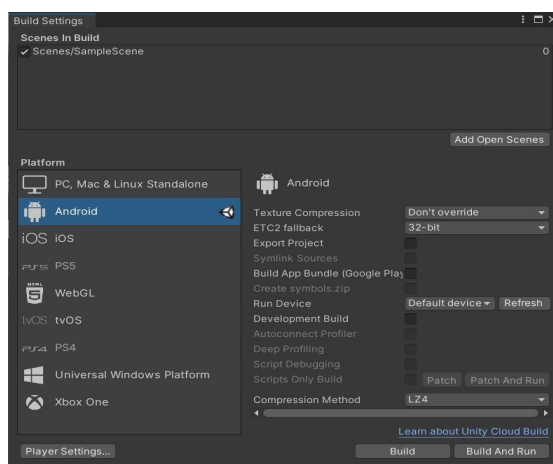 Build Settings
Scenes In Build
Scenes/SampleScene 0
Add Open Scenes
Platform
PC, Mac & Linux Standalone
Android
iOS iOS
PS5 PS5
HTML
5 WebGL
tvOS tvOS
PS4 PS4
Universal Windows Platform
Xbox One
Android
Texture Compression Don't override
ETC2 fallback 32-bit
Export Project
Symlink Sources
Build App Bundle (Google Play
Create symbols.zip
Run Device Default device Refresh
Development Build
Autoconnect Profiler
Deep Profiling
Script Debugging
Scripts Only Build Patch Patch And Run
Compression Method LZ4
Learn about Unity Cloud Build
Player Settings... Build Build And Run